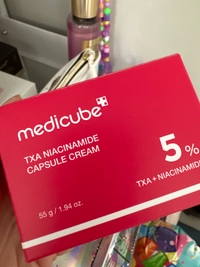 medicube
TXA NIACINAMIDE
CAPSULE CREAM
5%
TXA + NIACINAMIDE
55 g / 1.94 oz.